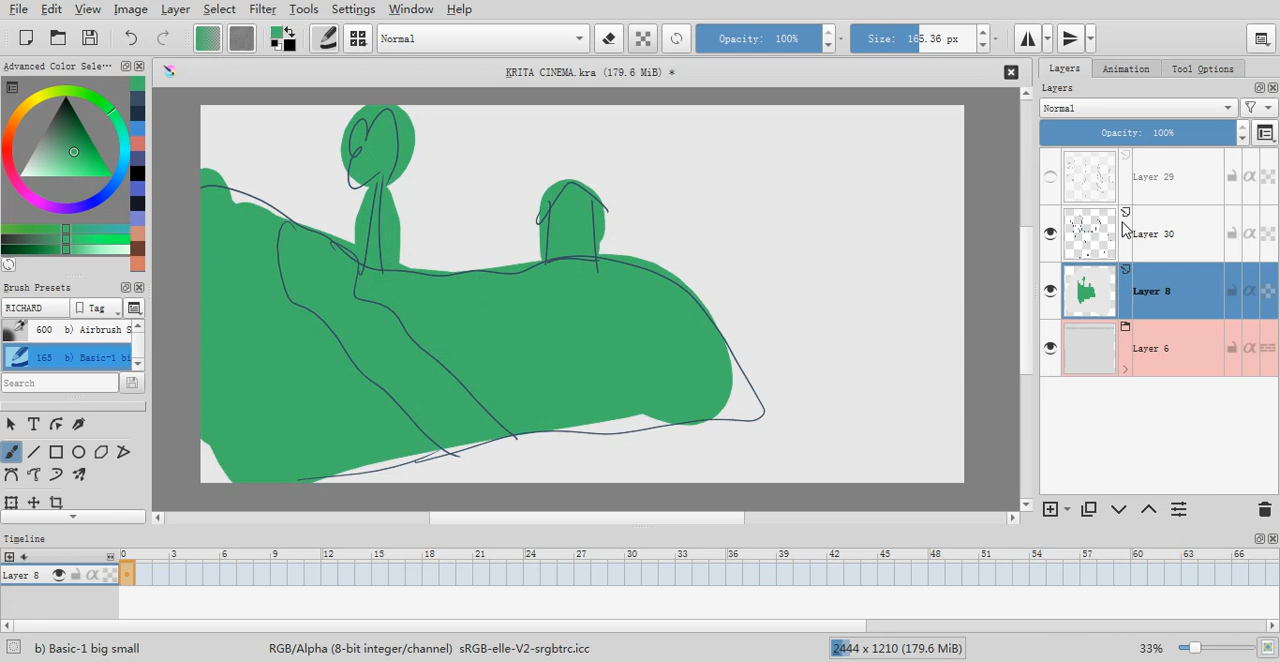 File Edit View Image Layer Select Filter Tools Settings Window Help
Normal Opacity: 100% Size: 165.36 px
Advanced Color Sele···
KRITA CINEMA.kra (179.6 MiB) *
Layers Animation Tool Options
Layers
Normal
Opacity: 100%
Layer 29
Layer 30
Layer 8
Layer 6
Brush Presets
RICHARD Tag
600 b) Airbrush S
165 b) Basic-1 bi
Search
Timeline
0 3 6 9 12 15 18 21 24 27 30 33 36 39 42 45 48 51 54 57 60 63 66
Layer 8
b) Basic-1 big small RGB/Alpha (8-bit integer/channel) sRGB-elle-V2-srgbtrc.icc 2444 x 1210 (179.6 MiB) 33%